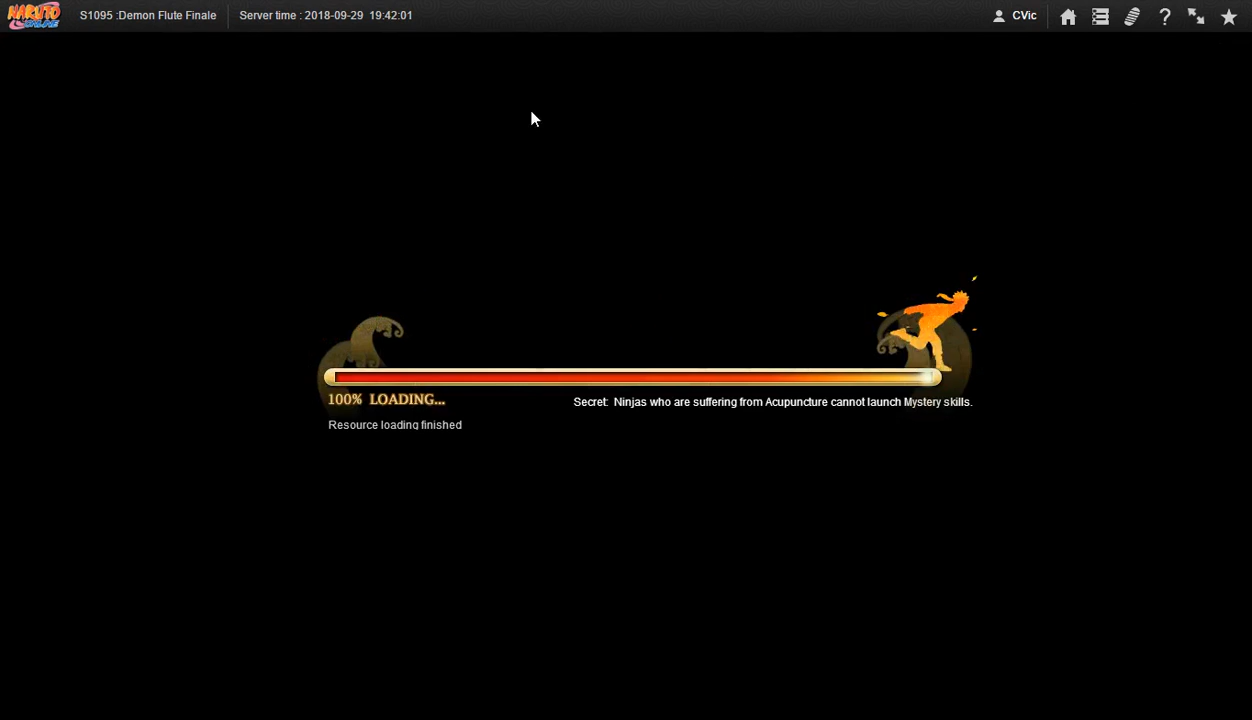 NARUTO ONLINE
S1095 :Demon Flute Finale
Server time : 2018-09-29 19:42:01
CVic
?
100% LOADING...
Secret: Ninjas who are suffering from Acupuncture cannot launch Mystery skills.
Resource loading finished